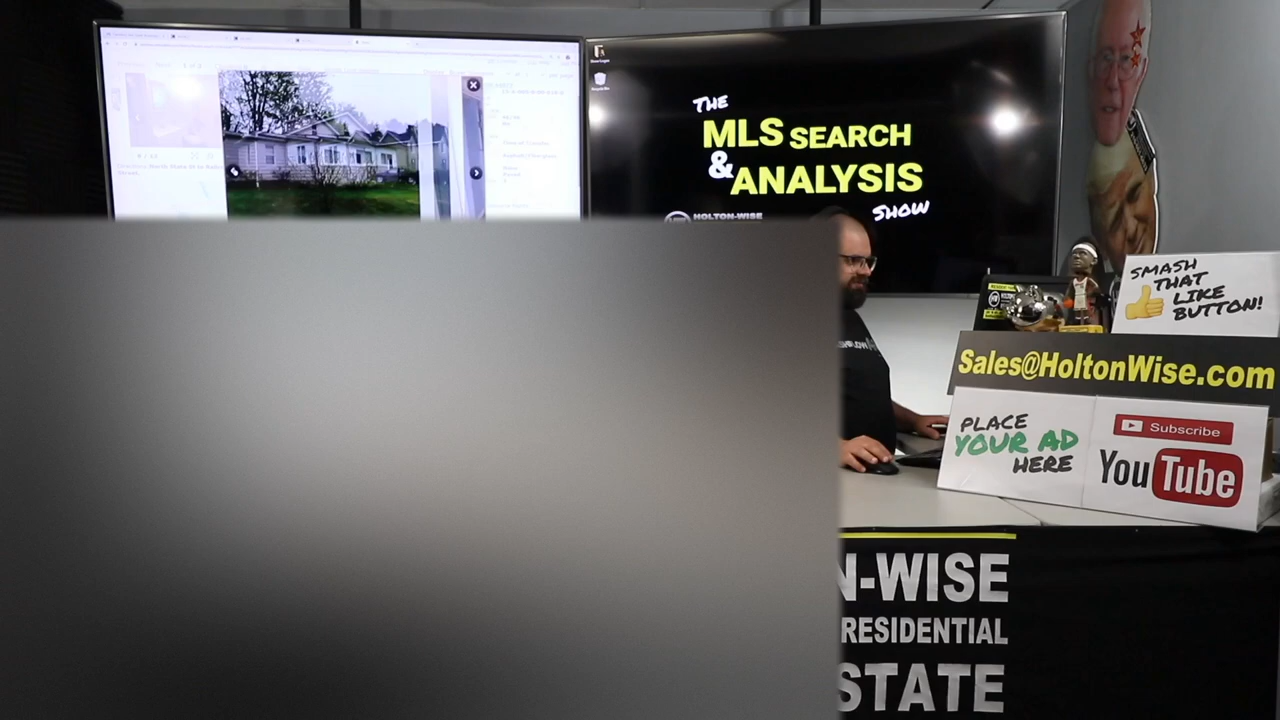 THE
MLS SEARCH
& ANALYSIS
SHOW
HOLTON-WISE
SMASH
THAT
LIKE
BUTTON!
Sales@HoltonWise.com
PLACE
YOUR AD
HERE
Subscribe
YouTube
N-WISE
RESIDENTIAL
STATE